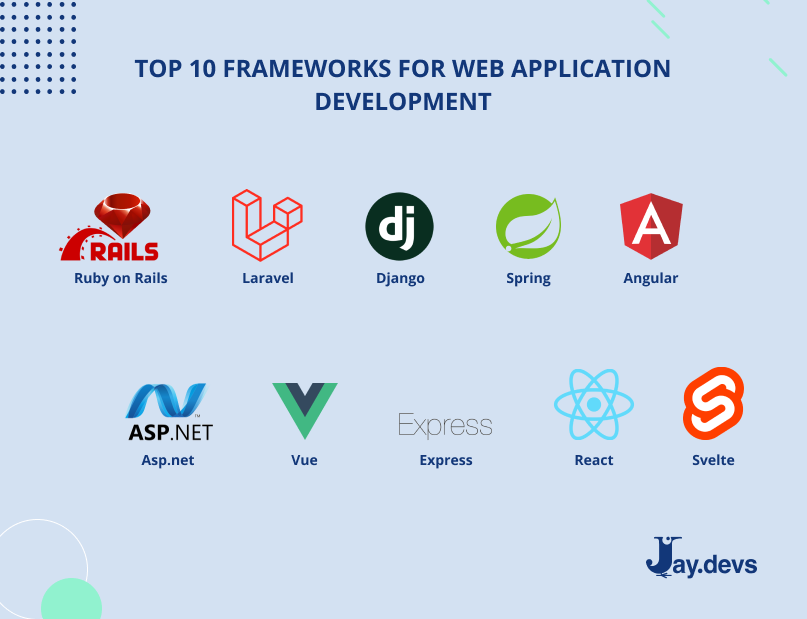 TOP 10 FRAMEWORKS FOR WEB APPLICATION
DEVELOPMENT
RAILS
dj
A
Ruby on Rails
Laravel
Django
Spring
Angular
ASP.NET
TM
Express
Asp.net
Vue
Express
React
Svelte
Jay.devs